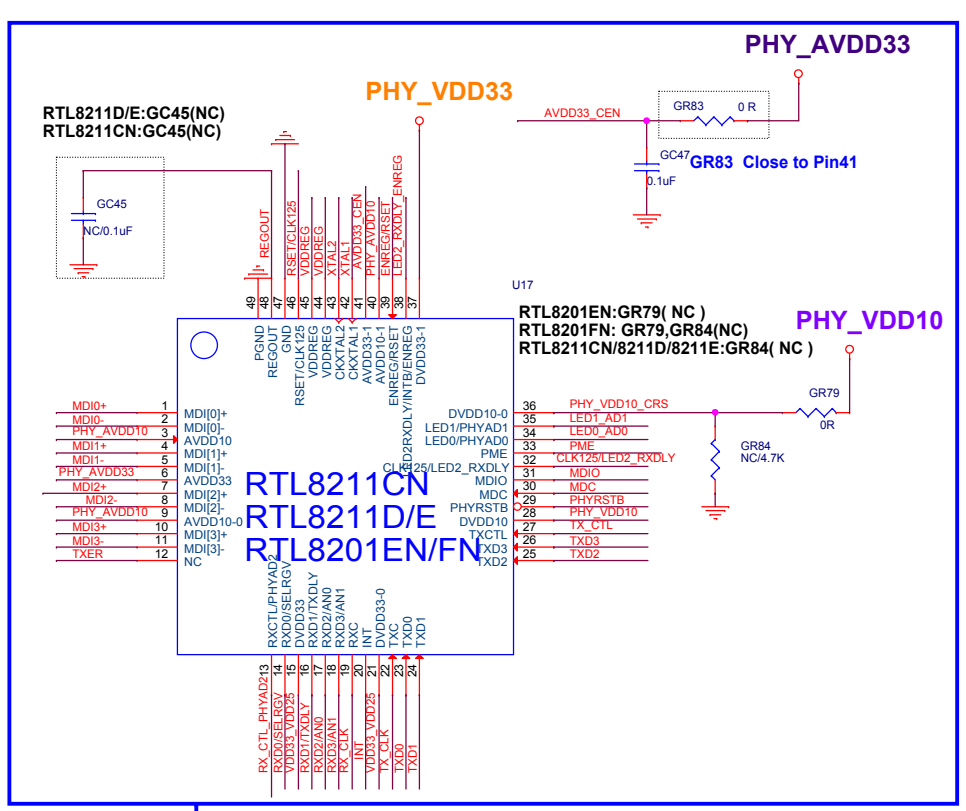 PHY_AVDD33
PHY_VDD33
RTL8211D/E:GC45(NC)
RTL8211CN:GC45(NC)
AVDD33_CEN
GR83
0 R
GC47
0.1uF
GR83 Close to Pin41
GC45
NC/0.1uF
REGOUT
RSET/CLK125
VDDREG
VDDREG
XTAL2
XTAL1
AVDD33_CEN
PHY_AVDD10
ENREG/RSET
LED2_RXDLY_ENREG
49
48
47
46
45
44
43
42
41
40
39
38
37
U17
RTL8201EN:GR79( NC )
RTL8201FN: GR79,GR84(NC)
RTL8211CN/8211D/8211E:GR84( NC )
PHY_VDD10
PGND
REGOUT
GND
RSET/CLK125
VDDREG
VDDREG
CKXTAL2
CKXTAL1
AVDD33-1
AVDD10-1
ENREG/RSET
LED2RXDLY/INTB/ENREG
DVDD33-1
MDI0+ 1 MDI[0]+
MDI0- 2 MDI[0]-
PHY_AVDD10 3 AVDD10
MDI1+ 4 MDI[1]+
MDI1- 5 MDI[1]-
PHY_AVDD33 6 AVDD33
MDI2+ 7 MDI[2]+
MDI2- 8 MDI[2]-
PHY_AVDD10 9 AVDD10-0
MDI3+ 10 MDI[3]+
MDI3- 11 MDI[3]-
TXER 12 NC
RTL8211CN
RTL8211D/E
RTL8201EN/FN
DVDD10-0 36 PHY_VDD10_CRS
LED1/PHYAD1 35 LED1_AD1
LED0/PHYAD0 34 LED0_AD0
PME 33 PME
CLK125/LED2_RXDLY 32 CLK125/LED2_RXDLY
MDIO 31 MDIO
MDC 30 MDC
PHYRSTB 29 PHYRSTB
DVDD10 28 PHY_VDD10
TXCTL 27 TX_CTL
TXD3 26 TXD3
TXD2 25 TXD2
GR79
0R
GR84
NC/4.7K
RXCTL/PHYAD2
RXD0/SELRGV
DVDD33
RXD1/TXDLY
RXD2/AN0
RXD3/AN1
RXC
INT
DVDD33-0
TXC
TXD0
TXD1
13
14
15
16
17
18
19
20
21
22
23
24
RX_CTL_PHYAD2
RXD0/SELRGV
VDD33_VDD25
RXD1/TXDLY
RXD2/AN0
RXD3/AN1
RX_CLK
INT
VDD33_VDD25
TX_CLK
TXD0
TXD1